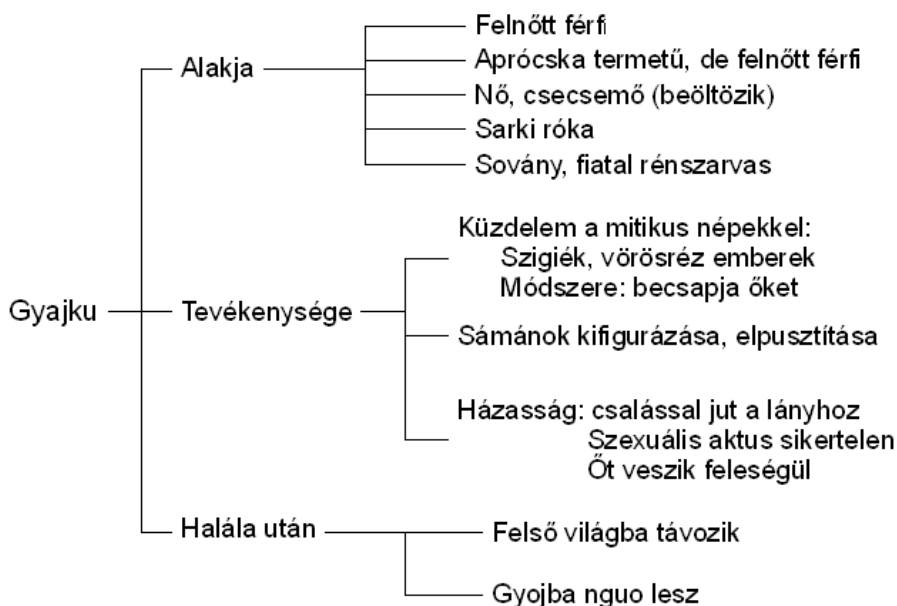 Felnőtt férfi
Alakja
Aprócska termetű, de felnőtt férfi
Nő, csecsemő (beöltözik)
Sarki róka
Sovány, fiatal rénszarvas
Küzdelem a mitikus népekkel:
Szigiék, vörösréz emberek
Módszere: becsapja őket
Gyajku
Tevékenysége
Sámánok kifigurázása, elpusztítása
Házasság: csalással jut a lányhoz
Szexuális aktus sikertelen
Őt veszik feleségül
Halála után
Felső világba távozik
Gyojba nguo lesz